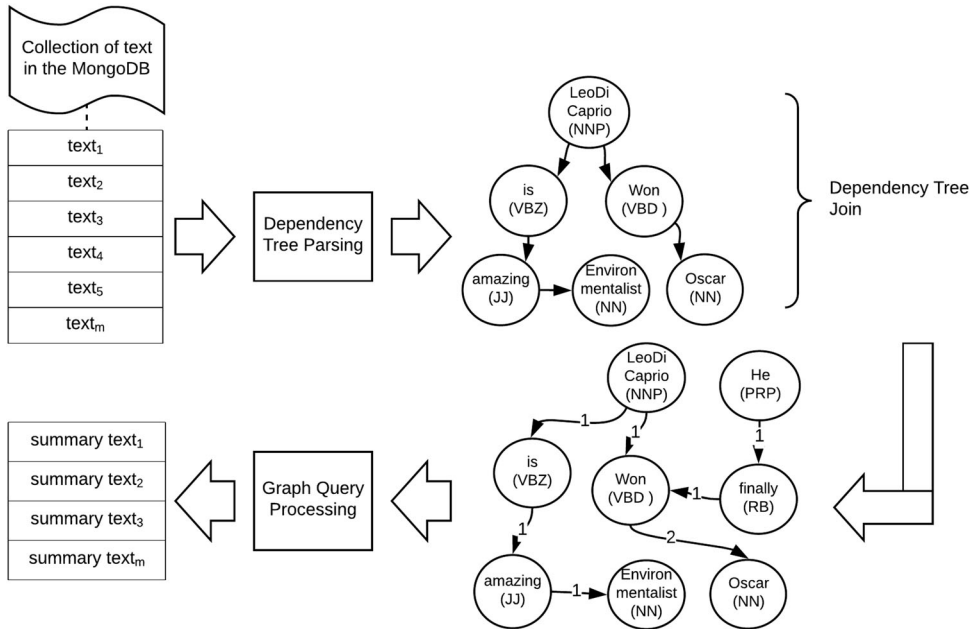 Collection of text
in the MongoDB
text₁
text₂
text₃
text₄
text₅
textₘ
Dependency
Tree Parsing
LeoDi
Caprio
(NNP)
is
(VBZ)
Won
(VBD )
amazing
(JJ)
Environ
mentalist
(NN)
Oscar
(NN)
Dependency Tree
Join
LeoDi
Caprio
(NNP)
He
(PRP)
1
1
1
is
(VBZ)
Won
(VBD )
1
finally
(RB)
1
2
amazing
(JJ)
1
Environ
mentalist
(NN)
Oscar
(NN)
Graph Query
Processing
summary text₁
summary text₂
summary text₃
summary textₘ